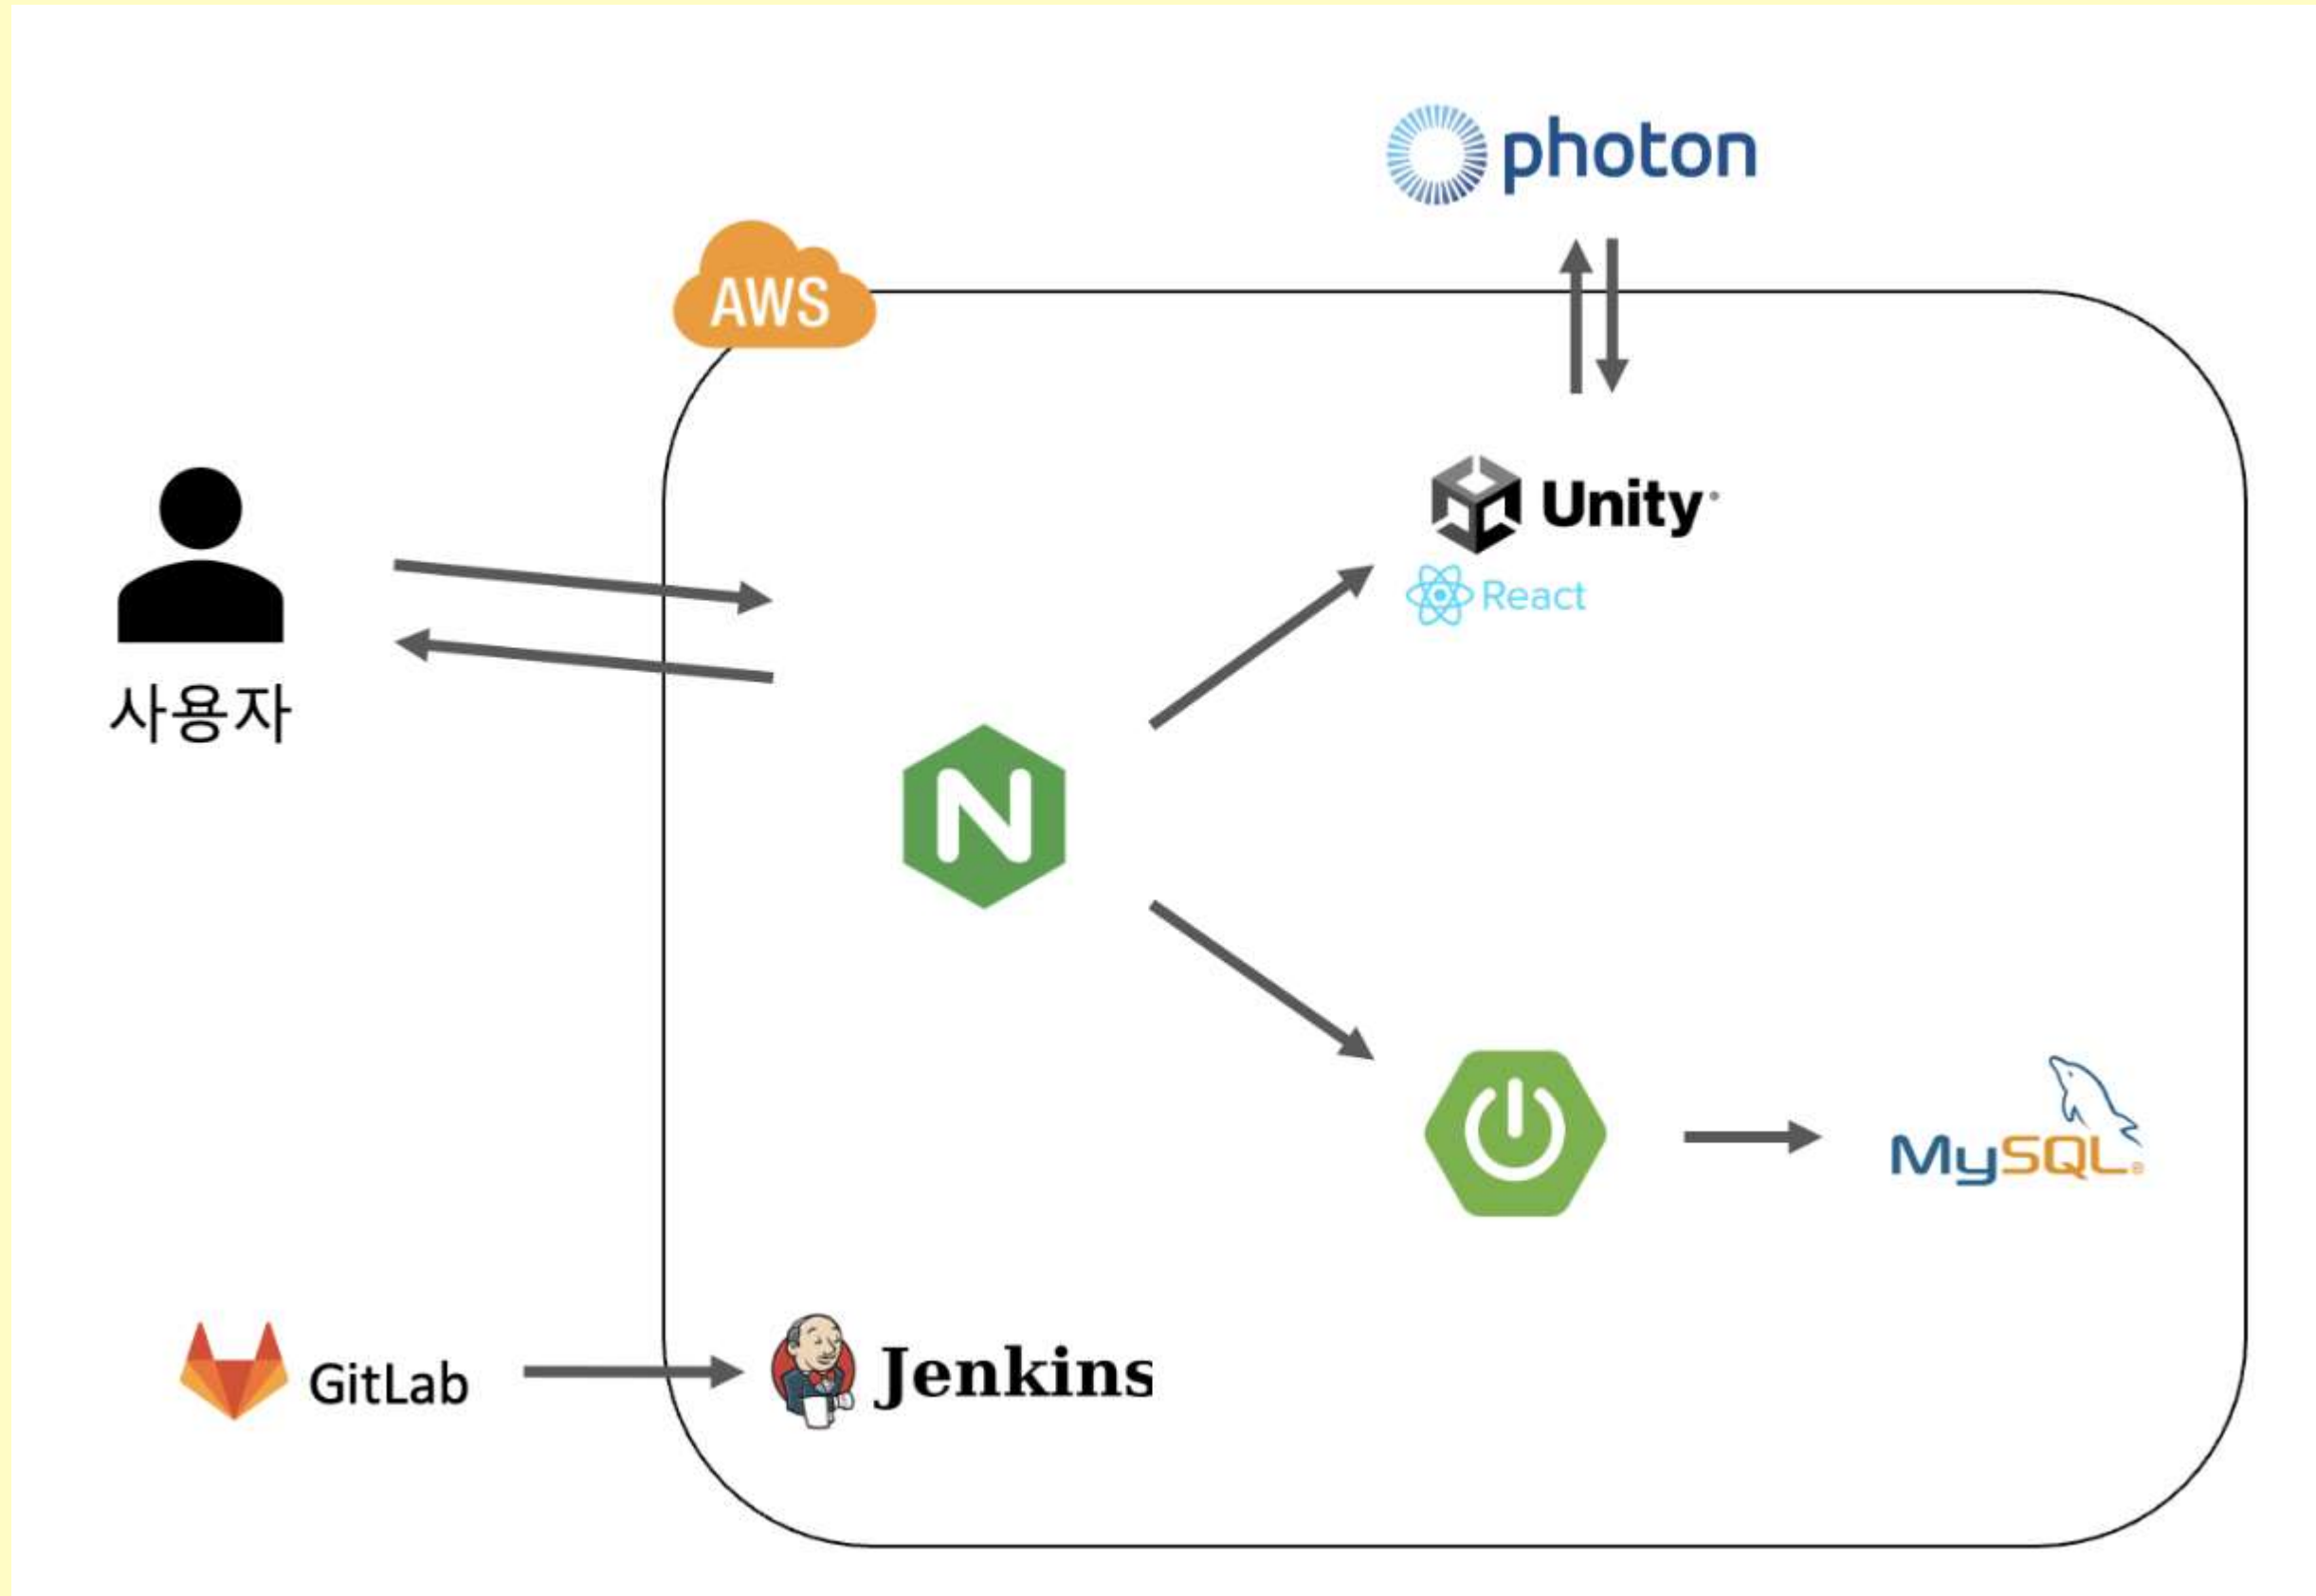 photon
AWS
Unity
React
사용자
N
MySQL®
GitLab
Jenkins